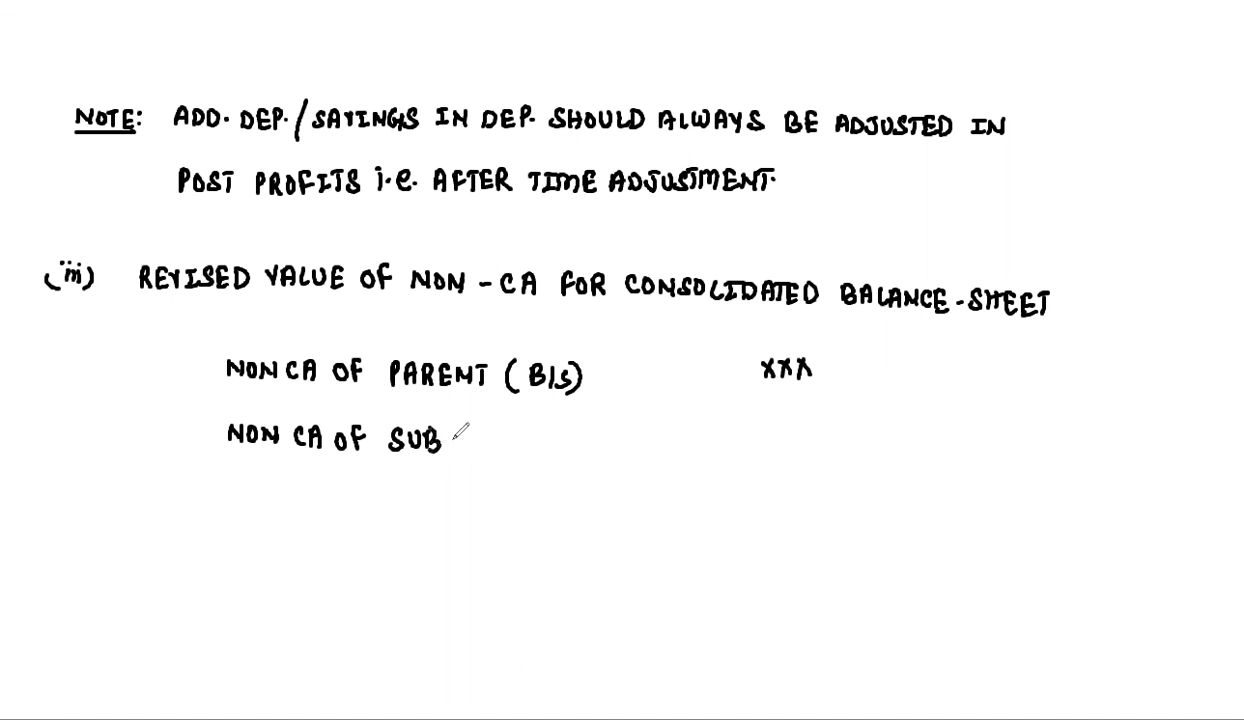 NOTE: ADD. DEP./SAVINGS IN DEP. SHOULD ALWAYS BE ADJUSTED IN
POST PROFITS i.e. AFTER TIME ADJUSTMENT.
(iii) REVISED VALUE OF NON-CA FOR CONSOLIDATED BALANCE-SHEET
NON CA OF PARENT (B/S) XXX
NON CA OF SUB